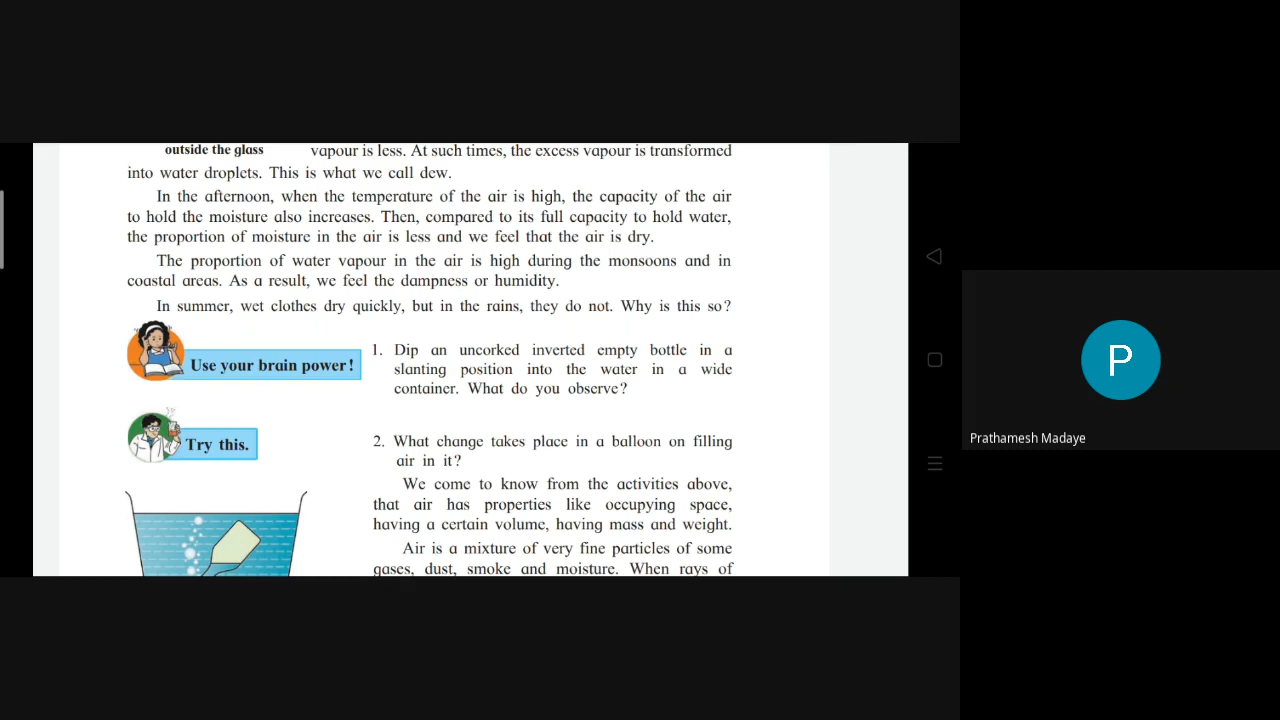 outside the glass
vapour is less. At such times, the excess vapour is transformed
into water droplets. This is what we call dew.
In the afternoon, when the temperature of the air is high, the capacity of the air
to hold the moisture also increases. Then, compared to its full capacity to hold water,
the proportion of moisture in the air is less and we feel that the air is dry.
The proportion of water vapour in the air is high during the monsoons and in
coastal areas. As a result, we feel the dampness or humidity.
In summer, wet clothes dry quickly, but in the rains, they do not. Why is this so?
Use your brain power!
1. Dip an uncorked inverted empty bottle in a
slanting position into the water in a wide
container. What do you observe?
Try this.
2. What change takes place in a balloon on filling
air in it?
We come to know from the activities above,
that air has properties like occupying space,
having a certain volume, having mass and weight.
Air is a mixture of very fine particles of some
gases, dust, smoke and moisture. When rays of
P
Prathamesh Madaye